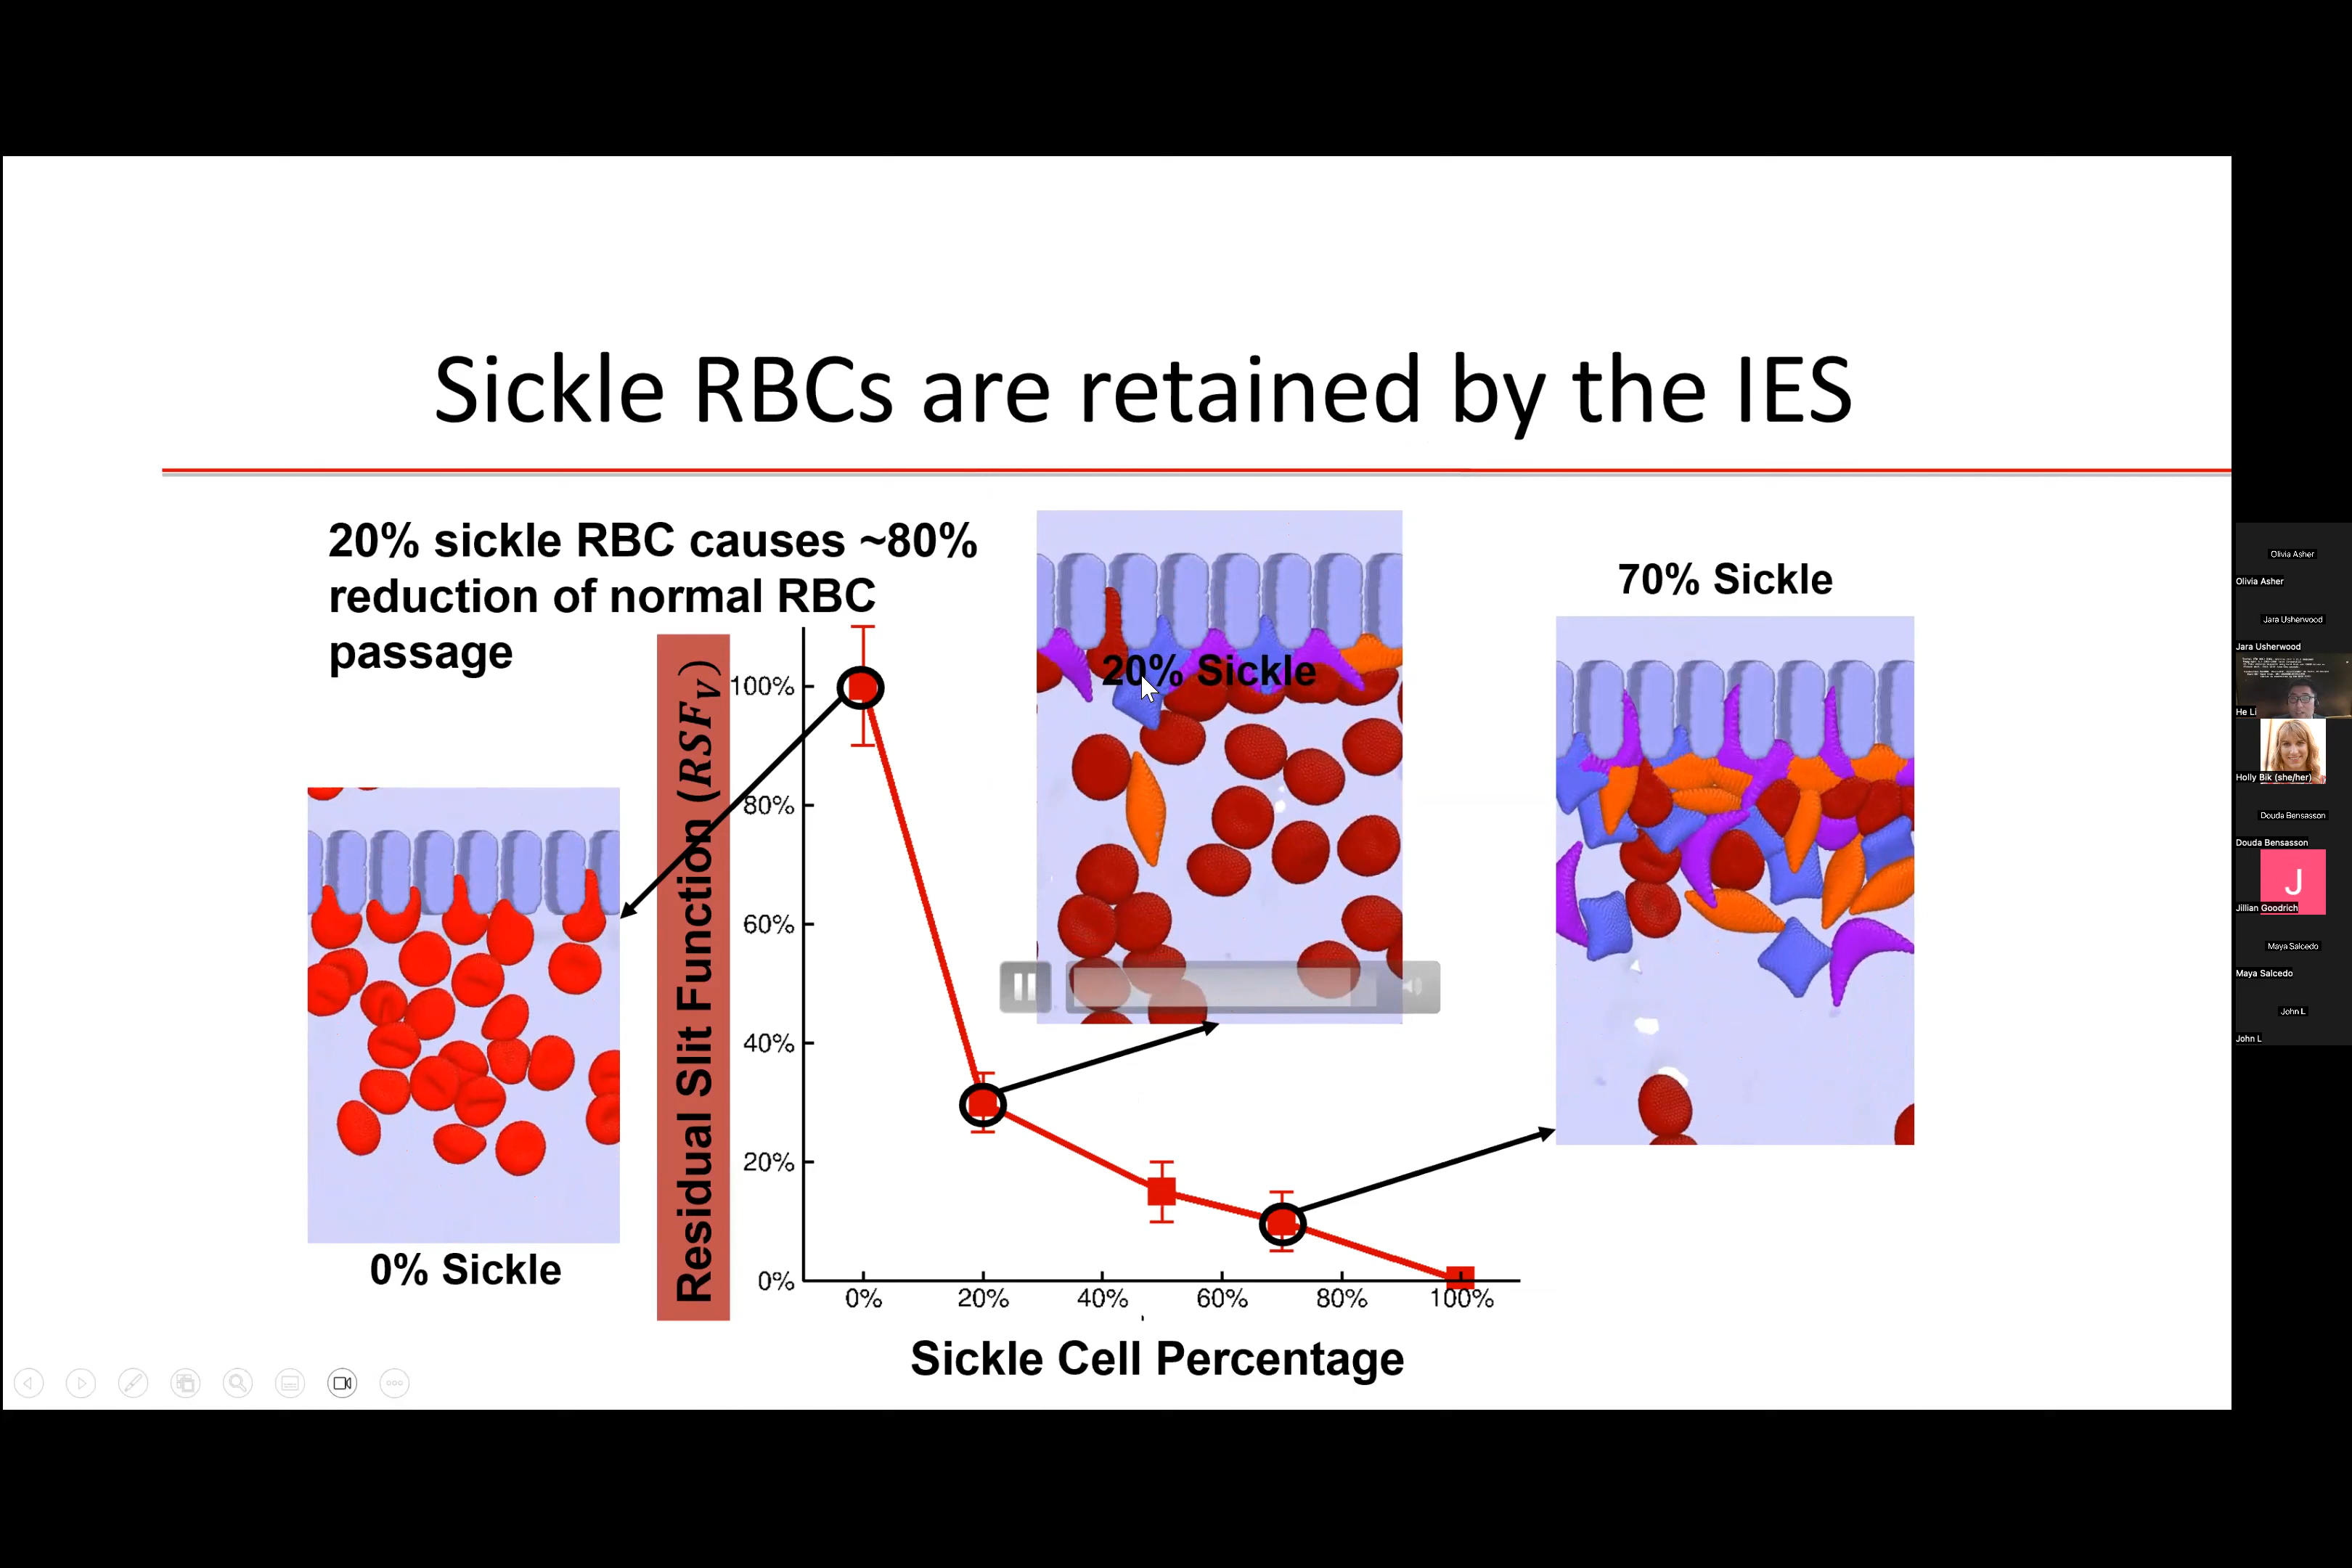 Sickle RBCs are retained by the IES
20% sickle RBC causes ~80%
reduction of normal RBC
passage
Residual Slit Function (RSF_V)
100%
80%
60%
40%
20%
0%
0%
20%
40%
60%
80%
100%
Sickle Cell Percentage
0% Sickle
20% Sickle
70% Sickle
Olivia Asher
Olivia Asher
Jara Usherwood
Jara Usherwood
He Li
Holly Bik (she/her)
Douda Bensasson
Douda Bensasson
J
Jillian Goodrich
Maya Salcedo
Maya Salcedo
John L
John L